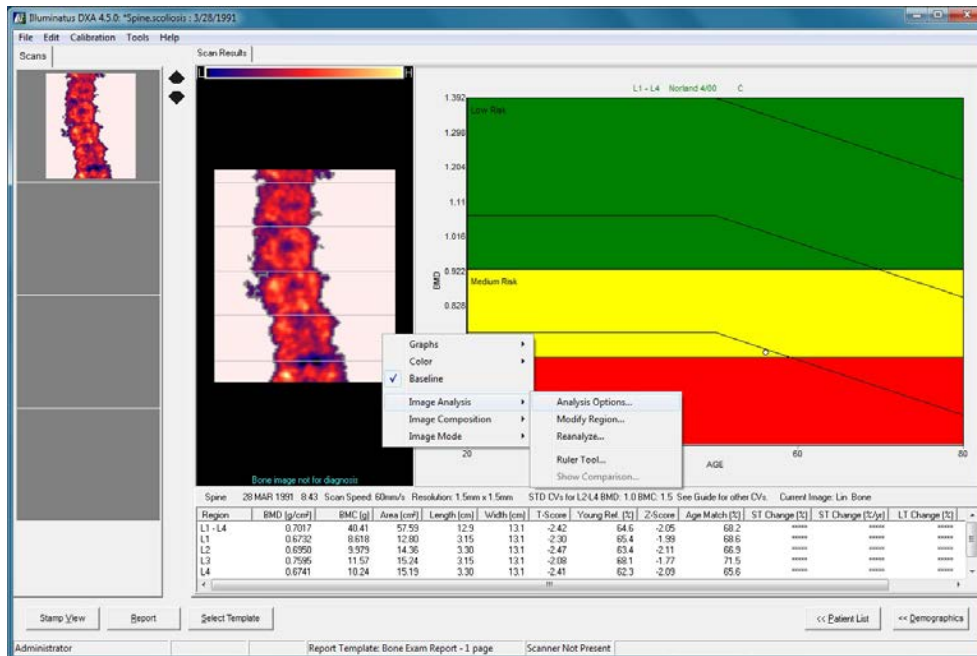 Illuminatus DXA 4.5.0: *Spine.scoliosis : 3/28/1991
File Edit Calibration Tools Help
Scans
Scan Results
L H
L1 - L4 Norland 4/00 C
1.392
Low Risk
1.298
1.204
1.11
1.016
BMD
0.922
Medium Risk
0.828
Graphs
Color
Baseline
Image Analysis
Image Composition
Image Mode
Analysis Options...
Modify Region...
Reanalyze...
Ruler Tool...
Show Comparison...
20 60 80
AGE
Bone image not for diagnosis
Spine 28 MAR 1991 8:43 Scan Speed: 60mm/s Resolution: 1.5mm x 1.5mm STD CVs for L2-L4 BMD: 1.0 BMC: 1.5 See Guide for other CVs. Current Image: Lin Bone
Region BMD (g/cm²) BMC (g) Area (cm²) Length (cm) Width (cm) T-Score Young Rel. (%) Z-Score Age Match (%) ST Change (%) ST Change (%/yr) LT Change (%)
L1 - L4 0.7017 40.41 57.59 12.9 13.1 -2.42 64.6 -2.05 68.2 ***** ***** *****
L1 0.6732 8.618 12.80 3.15 13.1 -2.30 65.4 -1.99 68.6 ***** ***** *****
L2 0.6950 9.979 14.36 3.30 13.1 -2.47 63.4 -2.11 66.9 ***** ***** *****
L3 0.7595 11.57 15.24 3.15 13.1 -2.08 68.1 -1.77 71.5 ***** ***** *****
L4 0.6741 10.24 15.19 3.30 13.1 -2.41 62.3 -2.09 65.6 ***** ***** *****
Stamp View Report Select Template << Patient List << Demographics
Administrator Report Template: Bone Exam Report - 1 page Scanner Not Present